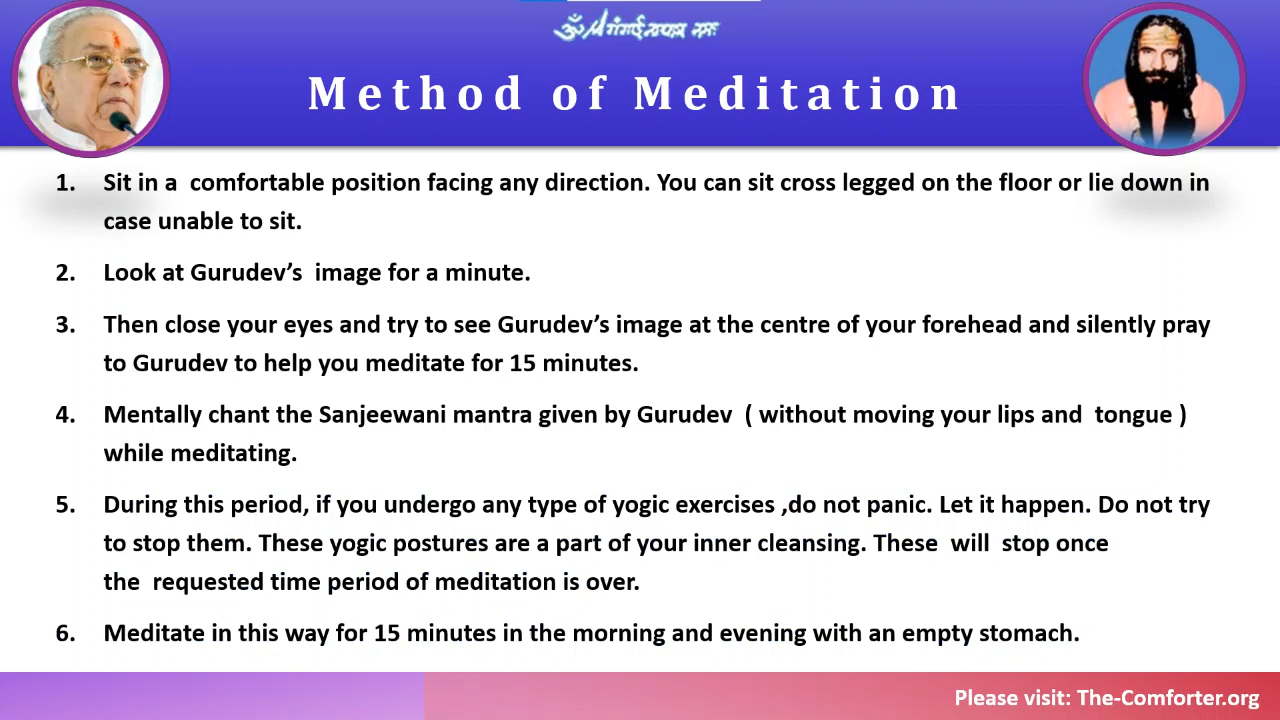 ॐ श्री गंगाई नाथाय नमः
Method of Meditation
1. Sit in a comfortable position facing any direction. You can sit cross legged on the floor or lie down in
case unable to sit.
2. Look at Gurudev’s image for a minute.
3. Then close your eyes and try to see Gurudev’s image at the centre of your forehead and silently pray
to Gurudev to help you meditate for 15 minutes.
4. Mentally chant the Sanjeewani mantra given by Gurudev ( without moving your lips and tongue )
while meditating.
5. During this period, if you undergo any type of yogic exercises ,do not panic. Let it happen. Do not try
to stop them. These yogic postures are a part of your inner cleansing. These will stop once
the requested time period of meditation is over.
6. Meditate in this way for 15 minutes in the morning and evening with an empty stomach.
Please visit: The-Comforter.org